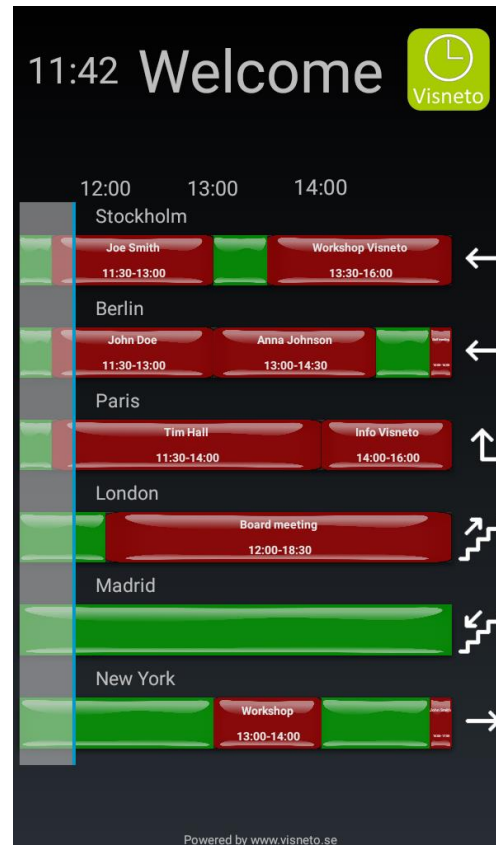 11:42 Welcome
Visneto
12:00 13:00 14:00
Stockholm
Joe Smith Workshop Visneto
11:30-13:00 13:30-16:00
Berlin
John Doe Anna Johnson
11:30-13:00 13:00-14:30
Paris
Tim Hall Info Visneto
11:30-14:00 14:00-16:00
London
Board meeting
12:00-18:30
Madrid
New York
Workshop
13:00-14:00
Powered by www.visneto.se